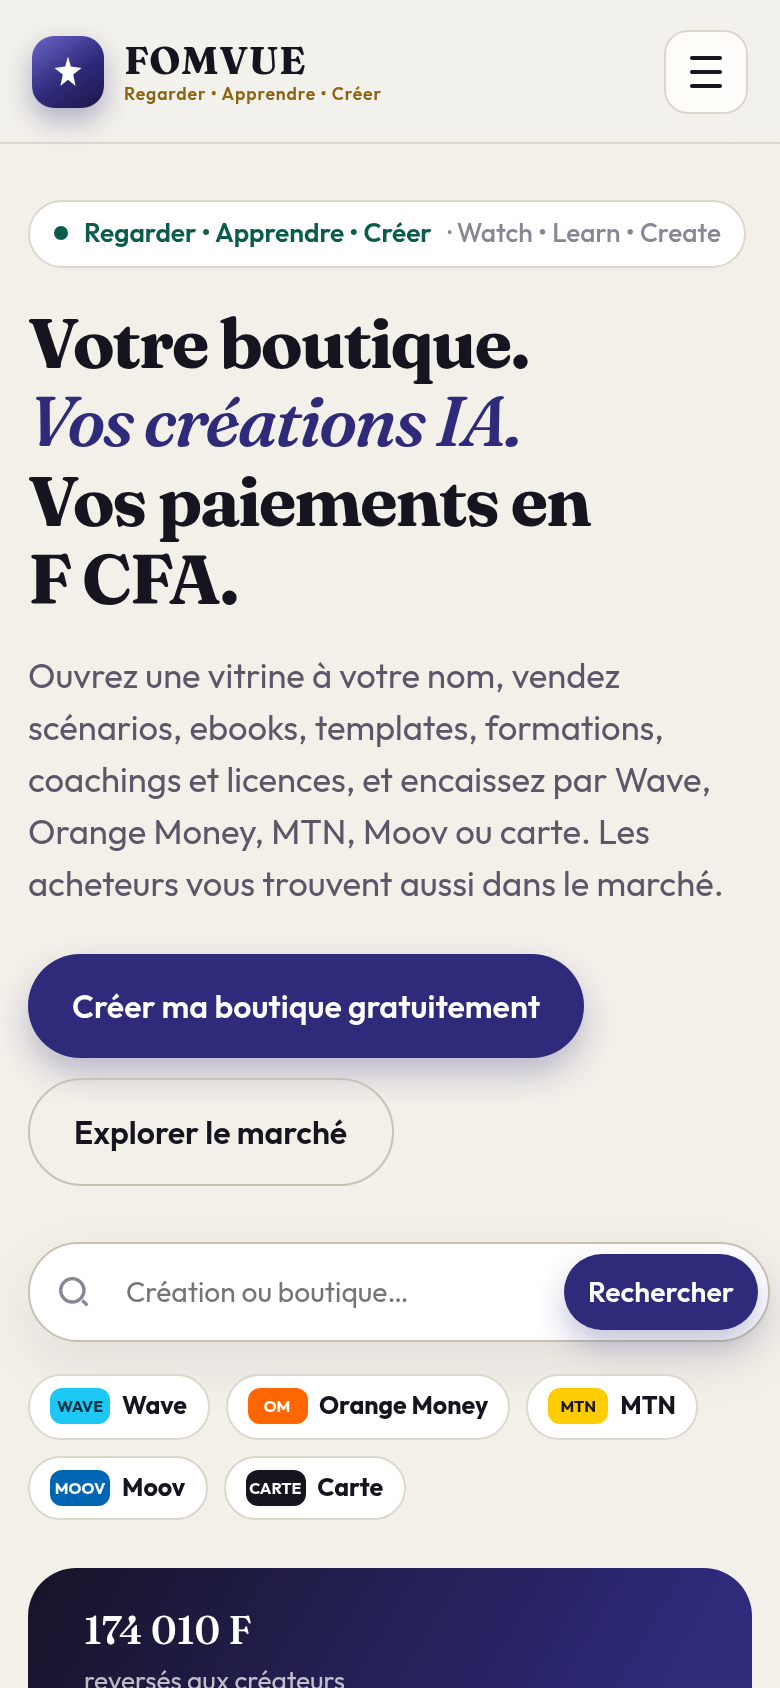 FOMVUE
Regarder • Apprendre • Créer
Regarder • Apprendre • Créer · Watch • Learn • Create
Votre boutique.
Vos créations IA.
Vos paiements en
F CFA.
Ouvrez une vitrine à votre nom, vendez
scénarios, ebooks, templates, formations,
coachings et licences, et encaissez par Wave,
Orange Money, MTN, Moov ou carte. Les
acheteurs vous trouvent aussi dans le marché.
Créer ma boutique gratuitement
Explorer le marché
Création ou boutique... Rechercher
WAVE Wave OM Orange Money MTN MTN
MOOV Moov CARTE Carte
174 010 F
reversés aux créateurs